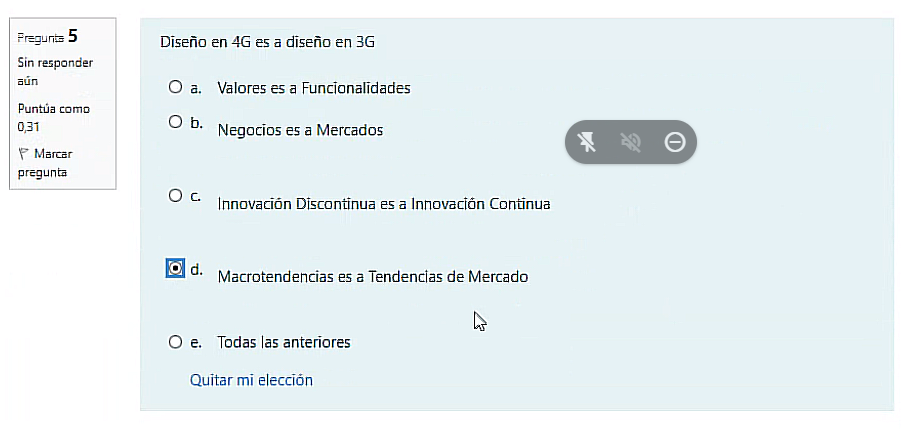 Pregunta 5
Sin responder
aún
Puntúa como
0,31
Marcar
pregunta
Diseño en 4G es a diseño en 3G
a. Valores es a Funcionalidades
b. Negocios es a Mercados
c. Innovación Discontinua es a Innovación Continua
d. Macrotendencias es a Tendencias de Mercado
e. Todas las anteriores
Quitar mi elección